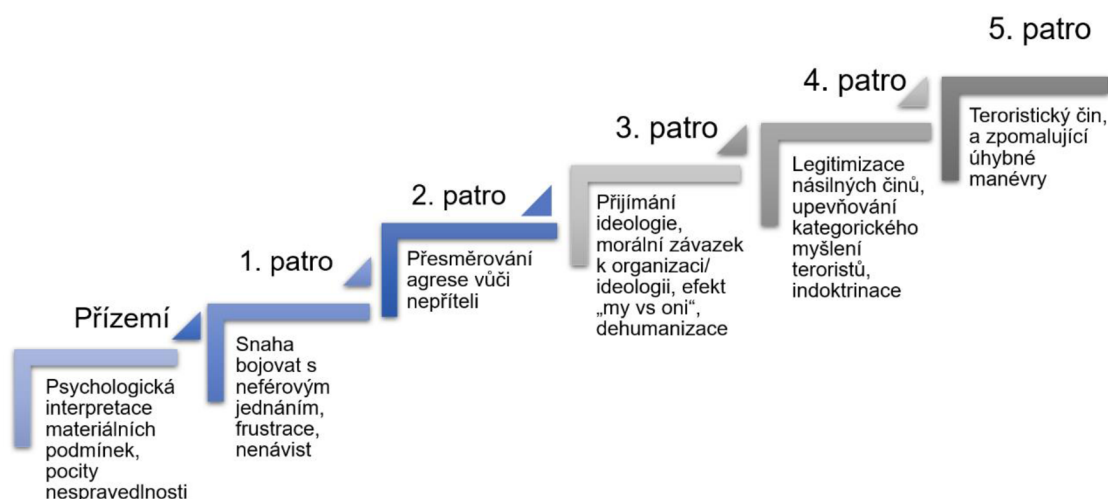 Přízemí
Psychologická
interpretace
materiálních
podmínek,
pocity
nespravedlnosti
1. patro
Snaha
bojovat s
neférovým
jednáním,
frustrace,
nenávist
2. patro
Přesměrování
agrese vůči
nepříteli
3. patro
Přijímání
ideologie,
morální závazek
k organizaci/
ideologii, efekt
„my vs oni“,
dehumanizace
4. patro
Legitimizace
násilných činů,
upevňování
kategorického
myšlení
teroristů,
indoktrinace
5. patro
Teroristický čin,
a zpomalující
úhybné
manévry